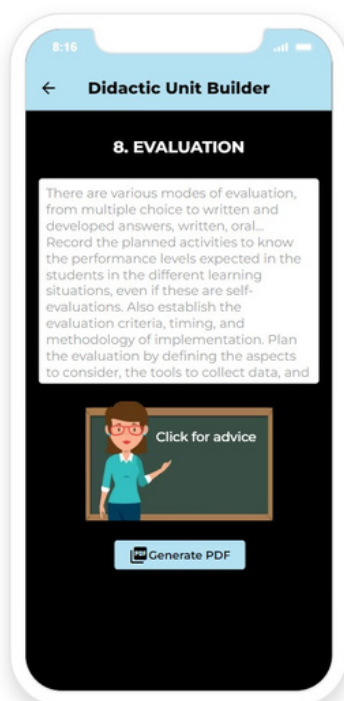 8:16
Didactic Unit Builder
8. EVALUATION
There are various modes of evaluation,
from multiple choice to written and
developed answers, written, oral...
Record the planned activities to know
the performance levels expected in the
students in the different learning
situations, even if these are self-
evaluations. Also establish the
evaluation criteria, timing, and
methodology of implementation. Plan
the evaluation by defining the aspects
to consider, the tools to collect data, and
Click for advice
PDF Generate PDF